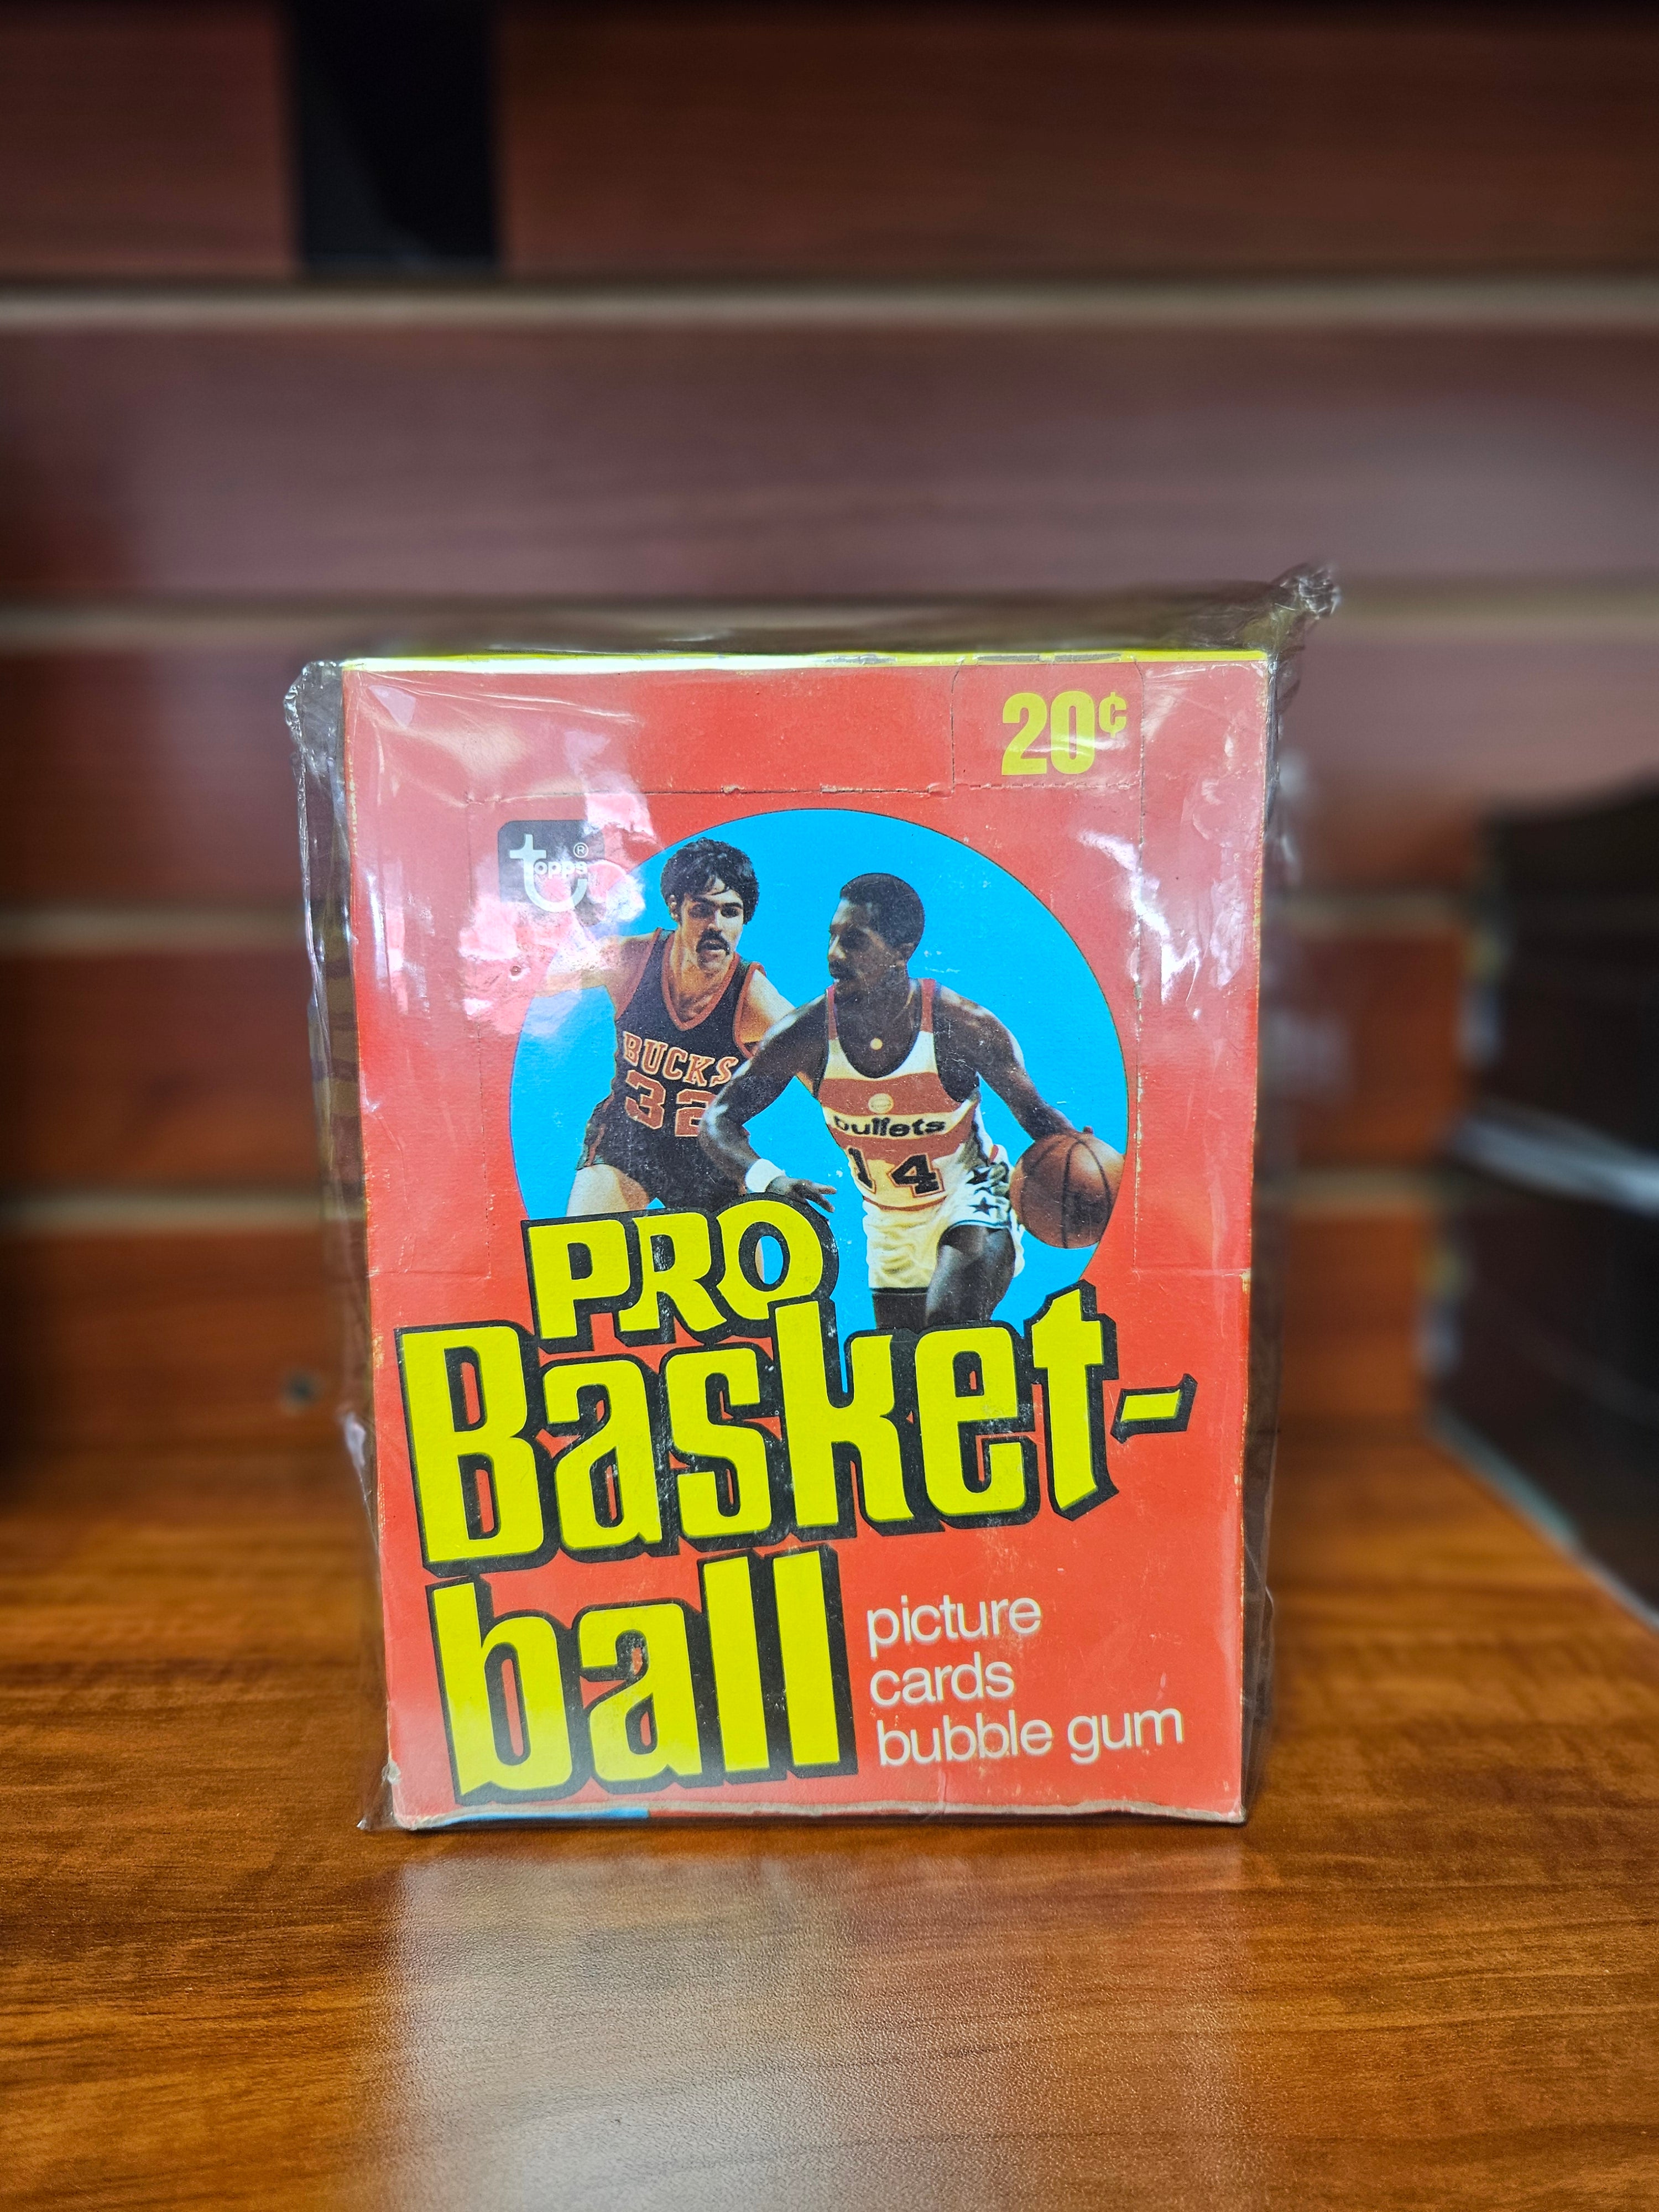 20¢
topps®
BUCKS
32
bullets
14
PRO
Basket-
ball
picture
cards
bubble gum